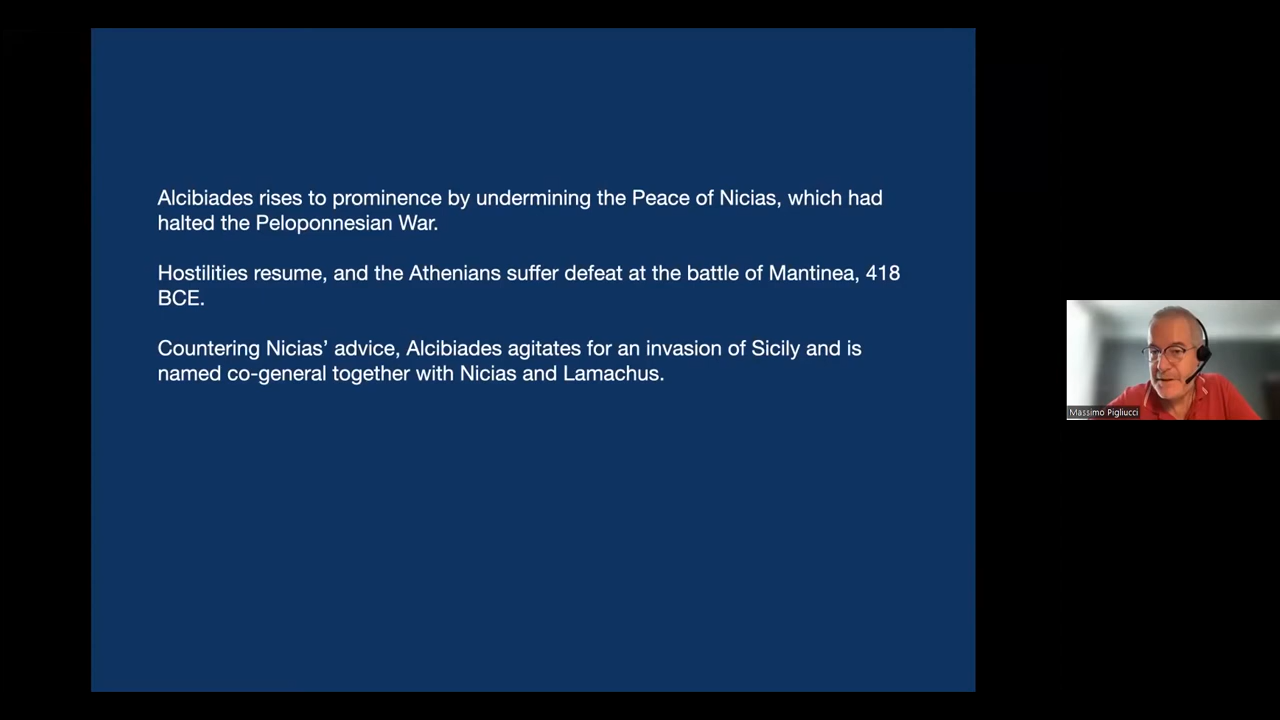 Alcibiades rises to prominence by undermining the Peace of Nicias, which had
halted the Peloponnesian War.
Hostilities resume, and the Athenians suffer defeat at the battle of Mantinea, 418
BCE.
Countering Nicias’ advice, Alcibiades agitates for an invasion of Sicily and is
named co-general together with Nicias and Lamachus.
Massimo Pigliucci